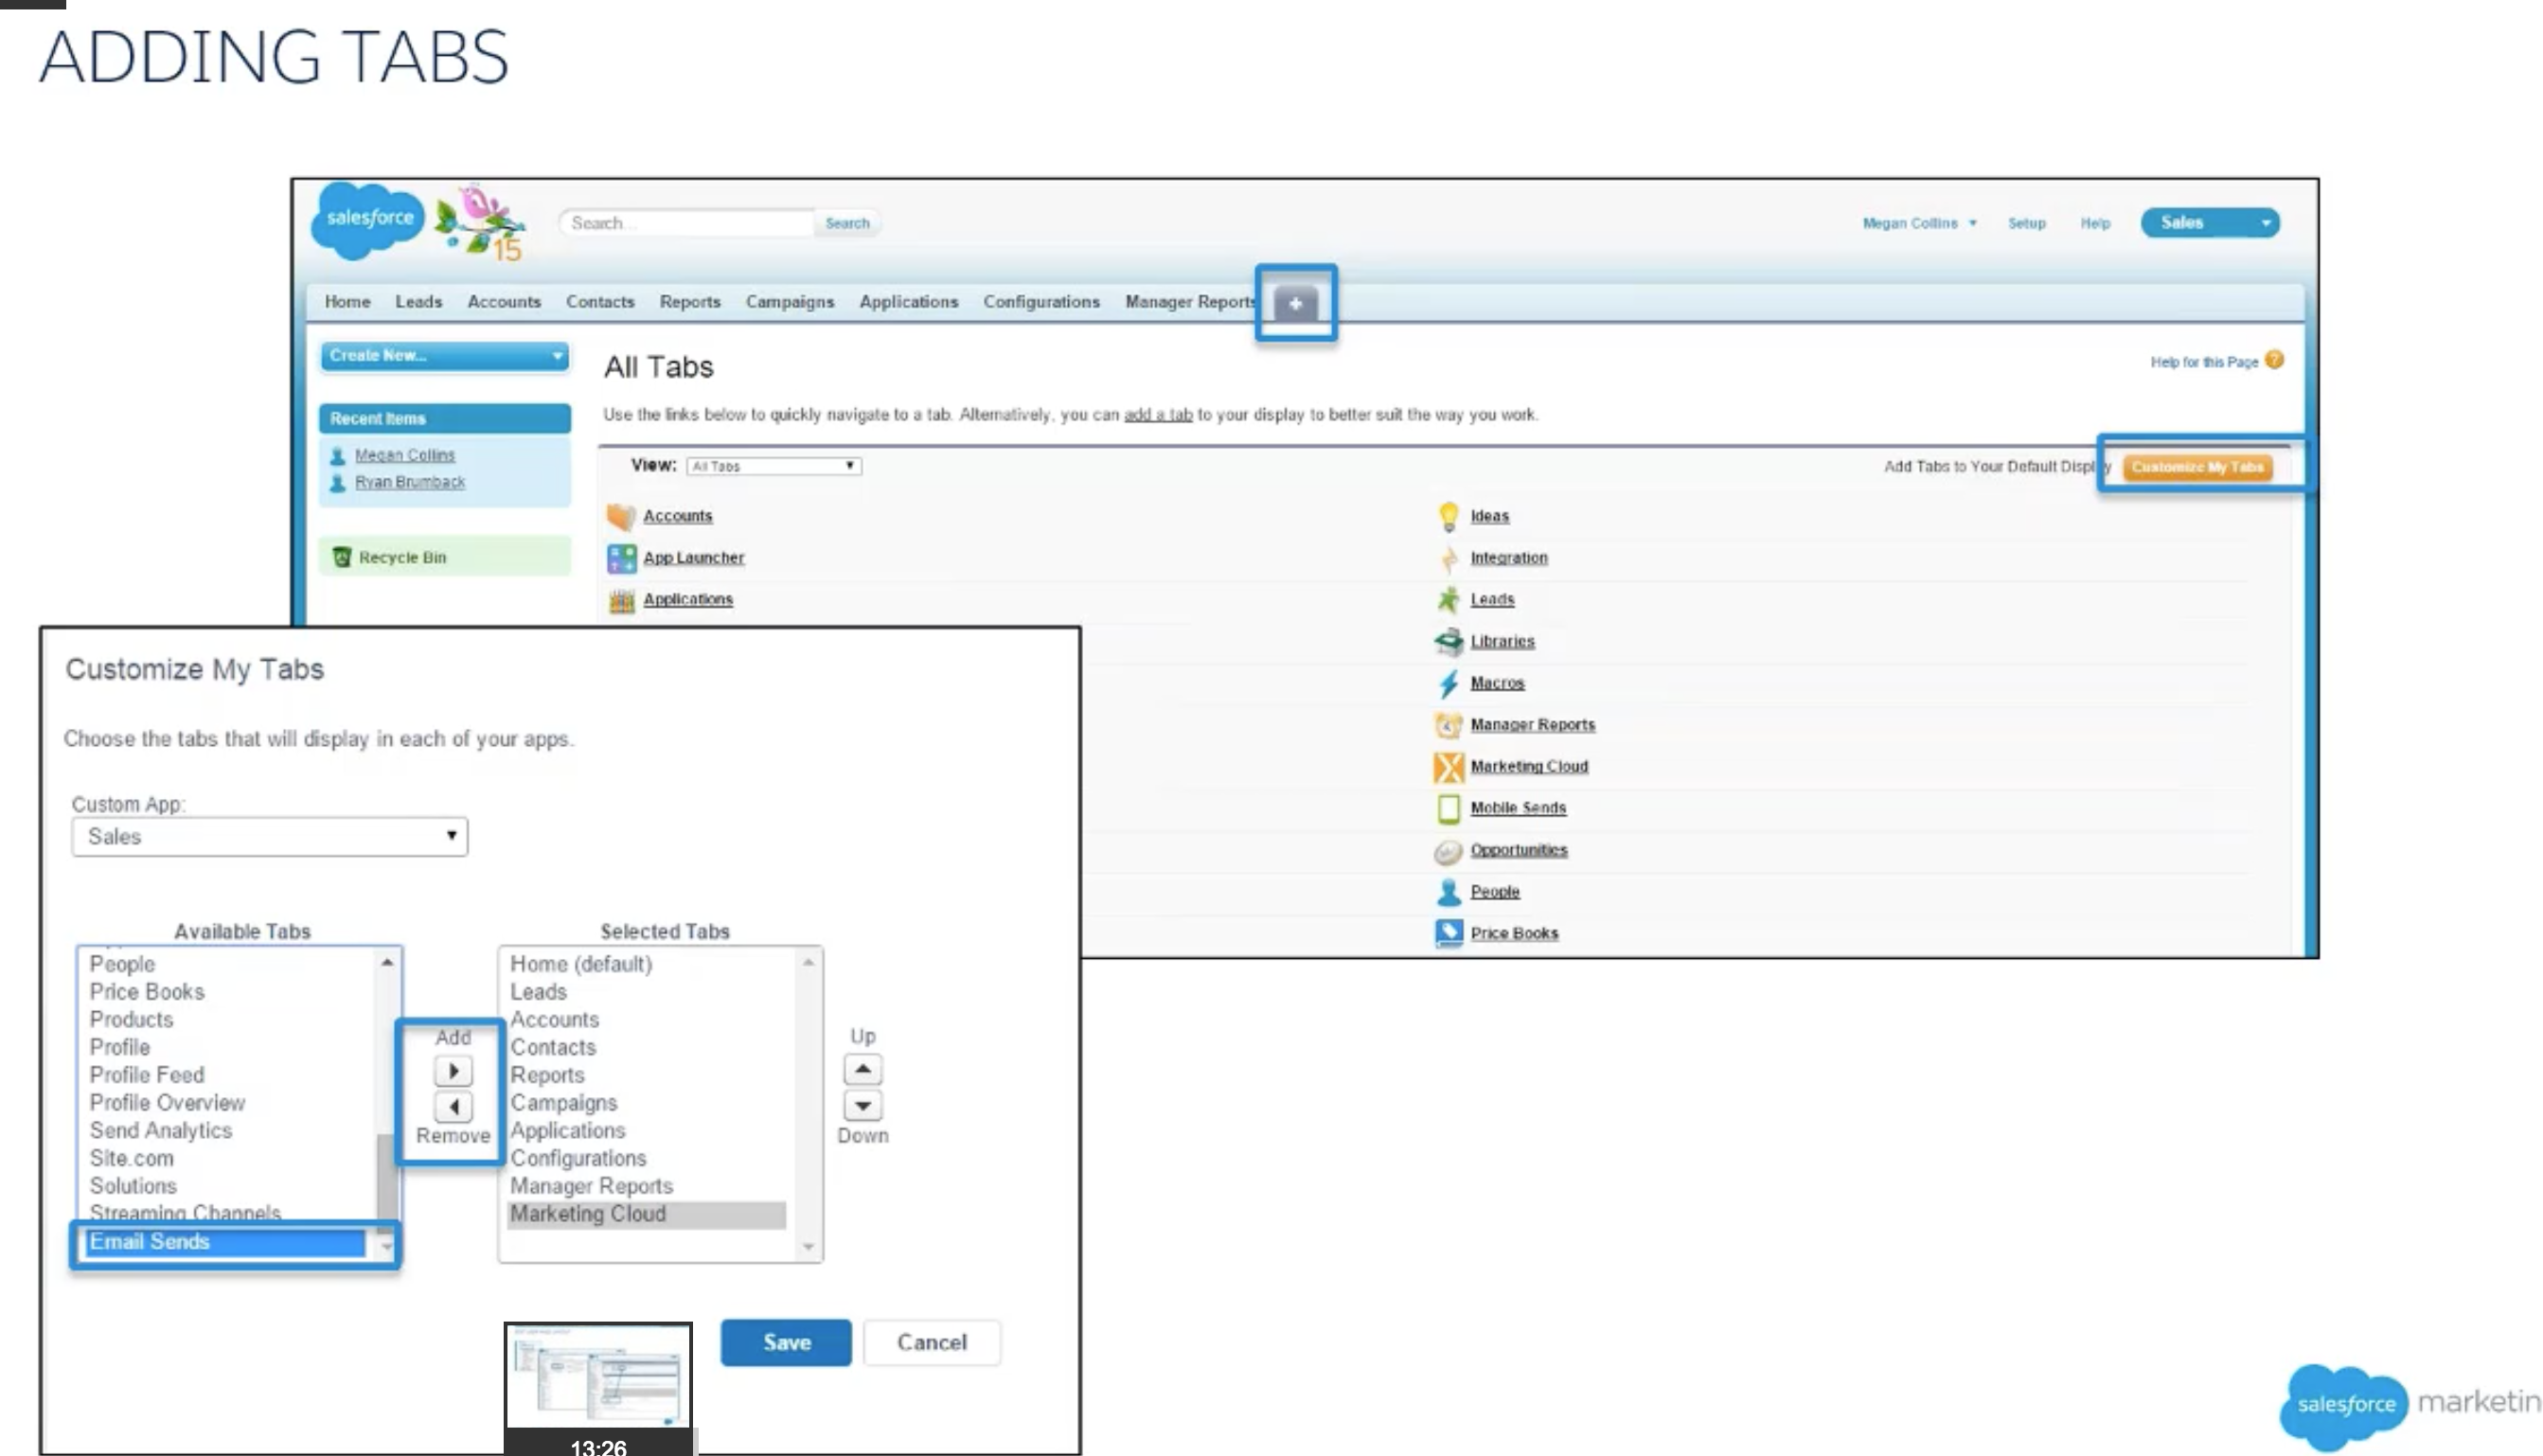 ADDING TABS
salesforce
15
Search...
Search
Megan Collins
Setup
Help
Sales
Home
Leads
Accounts
Contacts
Reports
Campaigns
Applications
Configurations
Manager Reports
+
Create New...
Recent Items
Megan Collins
Ryan Brumback
Recycle Bin
All Tabs
Help for this Page ?
Use the links below to quickly navigate to a tab. Alternatively, you can add a tab to your display to better suit the way you work.
View: All Tabs
Add Tabs to Your Default Display
Customize My Tabs
Accounts
App Launcher
Applications
Ideas
Integration
Leads
Libraries
Macros
Manager Reports
Marketing Cloud
Mobile Sends
Opportunities
People
Price Books
Customize My Tabs
Choose the tabs that will display in each of your apps.
Custom App:
Sales
Available Tabs
People
Price Books
Products
Profile
Profile Feed
Profile Overview
Send Analytics
Site.com
Solutions
Streaming Channels
Email Sends
Add
Remove
Selected Tabs
Home (default)
Leads
Accounts
Contacts
Reports
Campaigns
Applications
Configurations
Manager Reports
Marketing Cloud
Up
Down
Save
Cancel
13:26
salesforce marketin